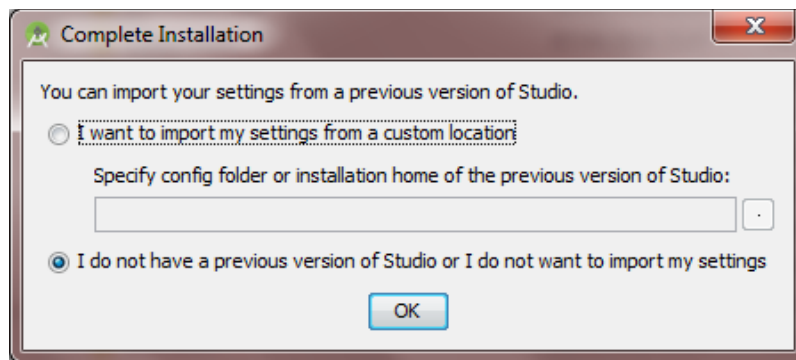 Complete Installation
You can import your settings from a previous version of Studio.
I want to import my settings from a custom location
Specify config folder or installation home of the previous version of Studio:
.
I do not have a previous version of Studio or I do not want to import my settings
OK